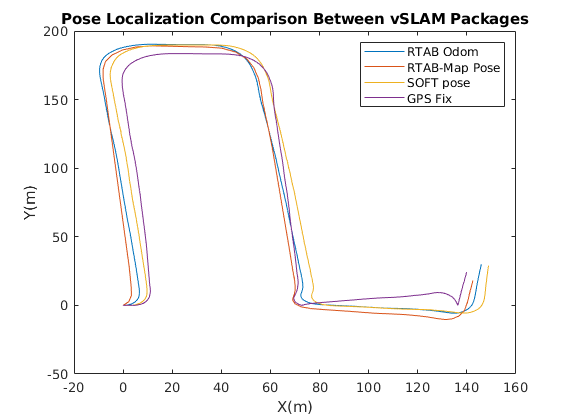 Pose Localization Comparison Between vSLAM Packages
200
150
100
50
0
-50
Y(m)
-20
0
20
40
60
80
100
120
140
160
X(m)
RTAB Odom
RTAB-Map Pose
SOFT pose
GPS Fix